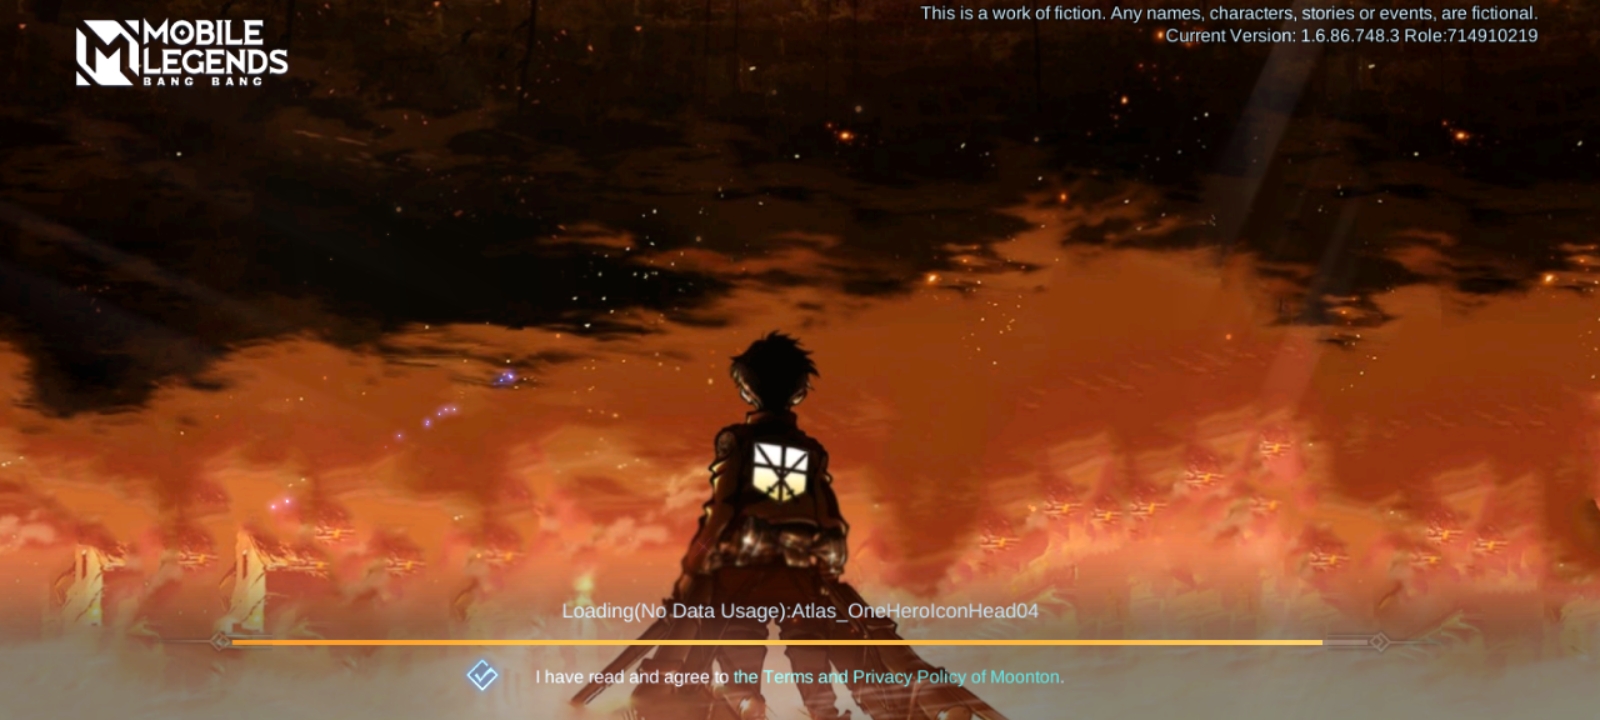 MOBILE
LEGENDS
BANG BANG
This is a work of fiction. Any names, characters, stories or events, are fictional.
Current Version: 1.6.86.748.3 Role:714910219
Loading(No Data Usage):Atlas_OneHeroIconHead04
I have read and agree to the Terms and Privacy Policy of Moonton.